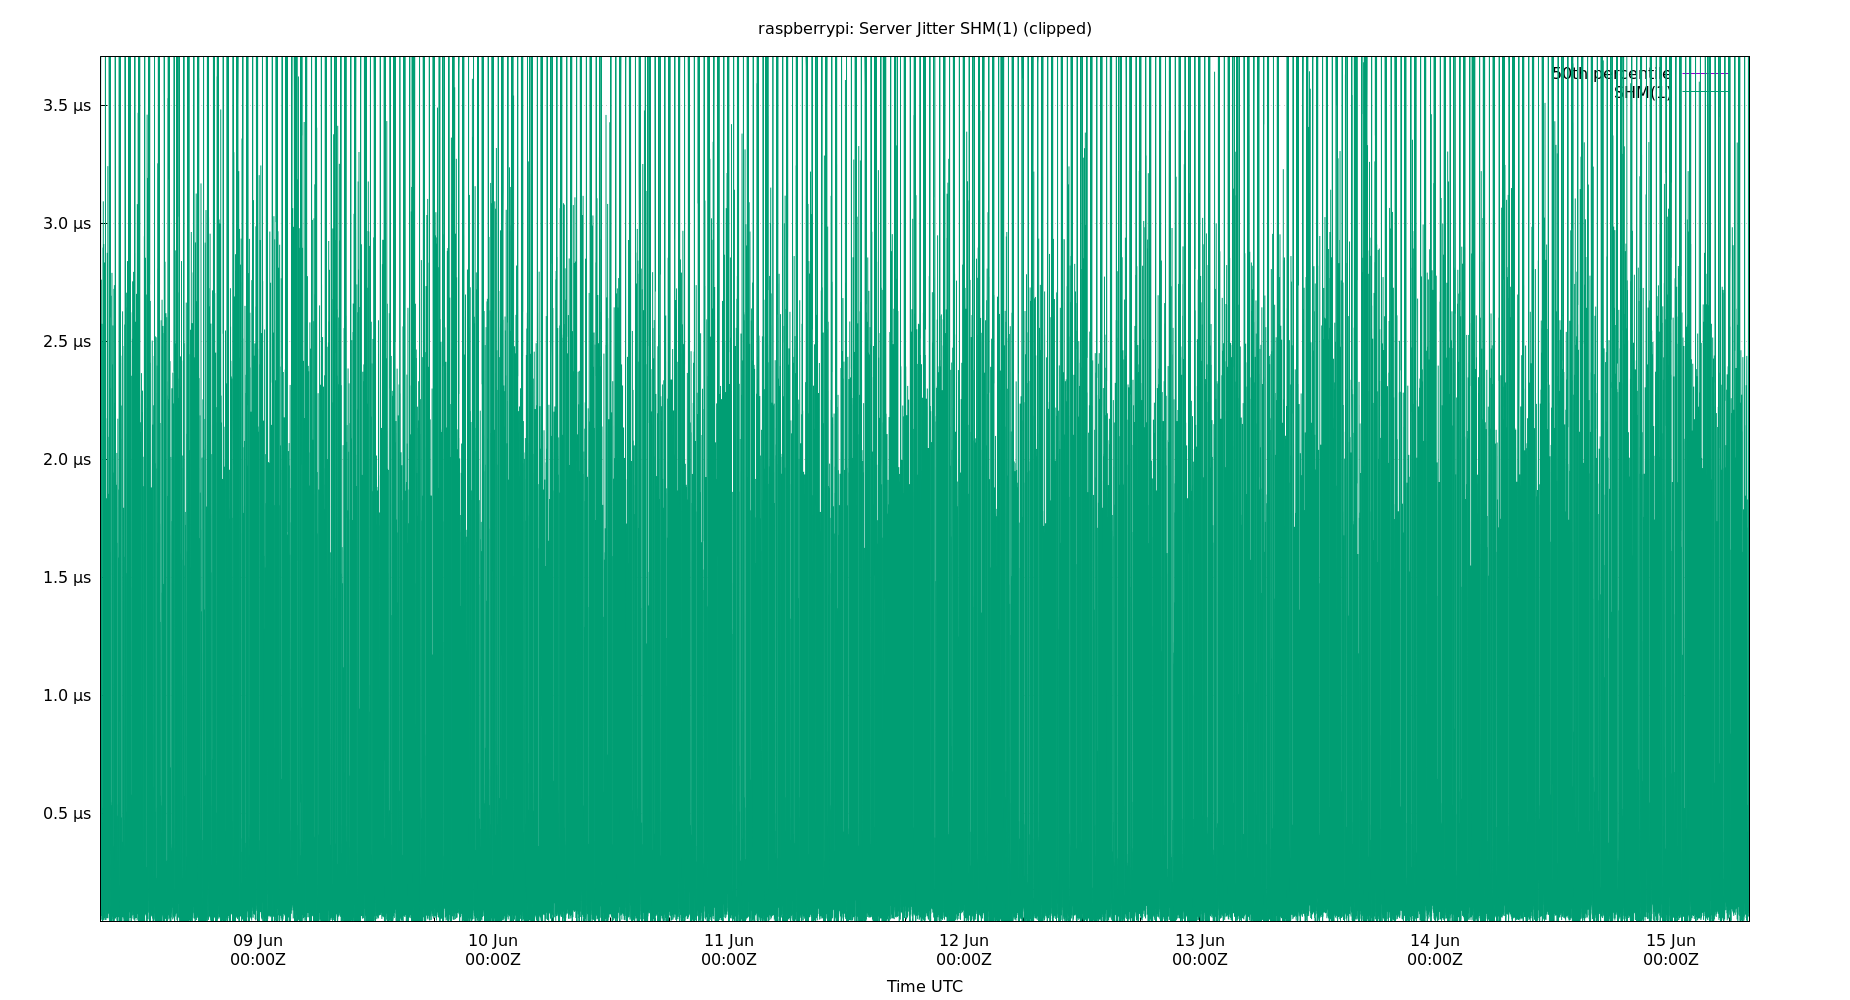 raspberrypi: Server Jitter SHM(1) (clipped)
50th percentile
SHM(1)
3.5 μs
3.0 μs
2.5 μs
2.0 μs
1.5 μs
1.0 μs
0.5 μs
09 Jun 10 Jun 11 Jun 12 Jun 13 Jun 14 Jun 15 Jun
00:00Z 00:00Z 00:00Z 00:00Z 00:00Z 00:00Z 00:00Z
Time UTC